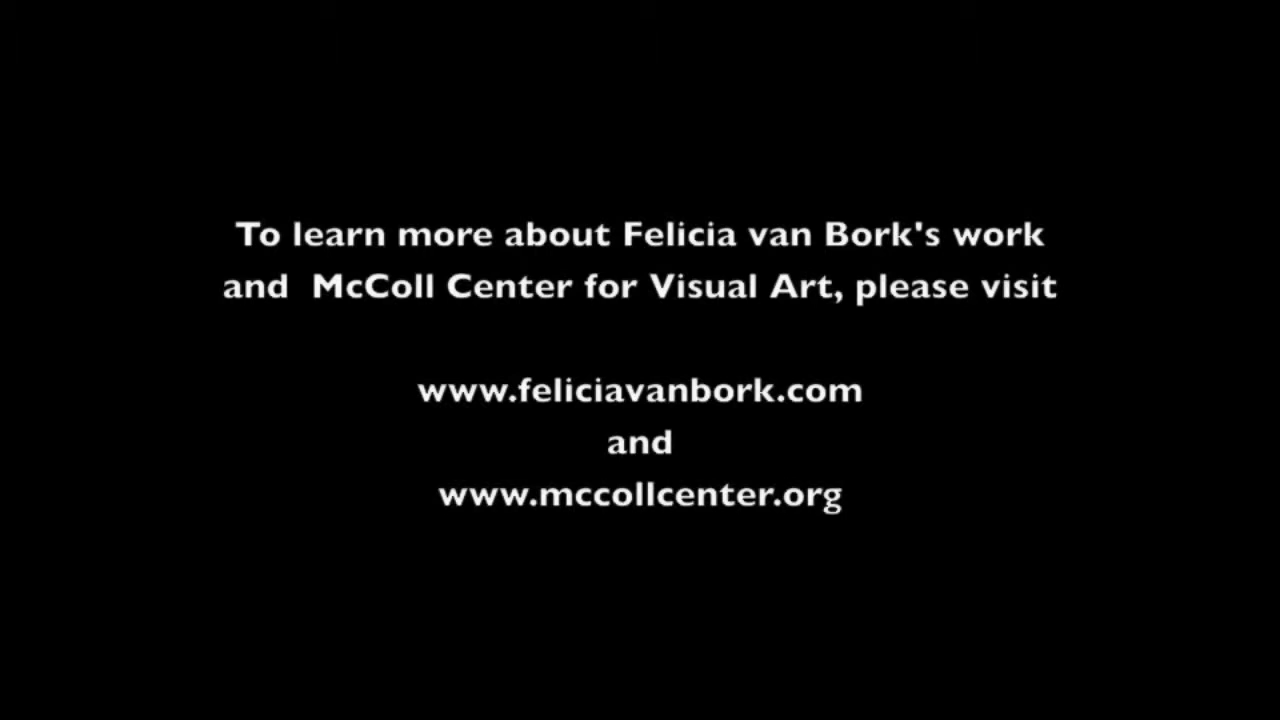 To learn more about Felicia van Bork's work
and  McColl Center for Visual Art, please visit
www.feliciavanbork.com
and
www.mccollcenter.org